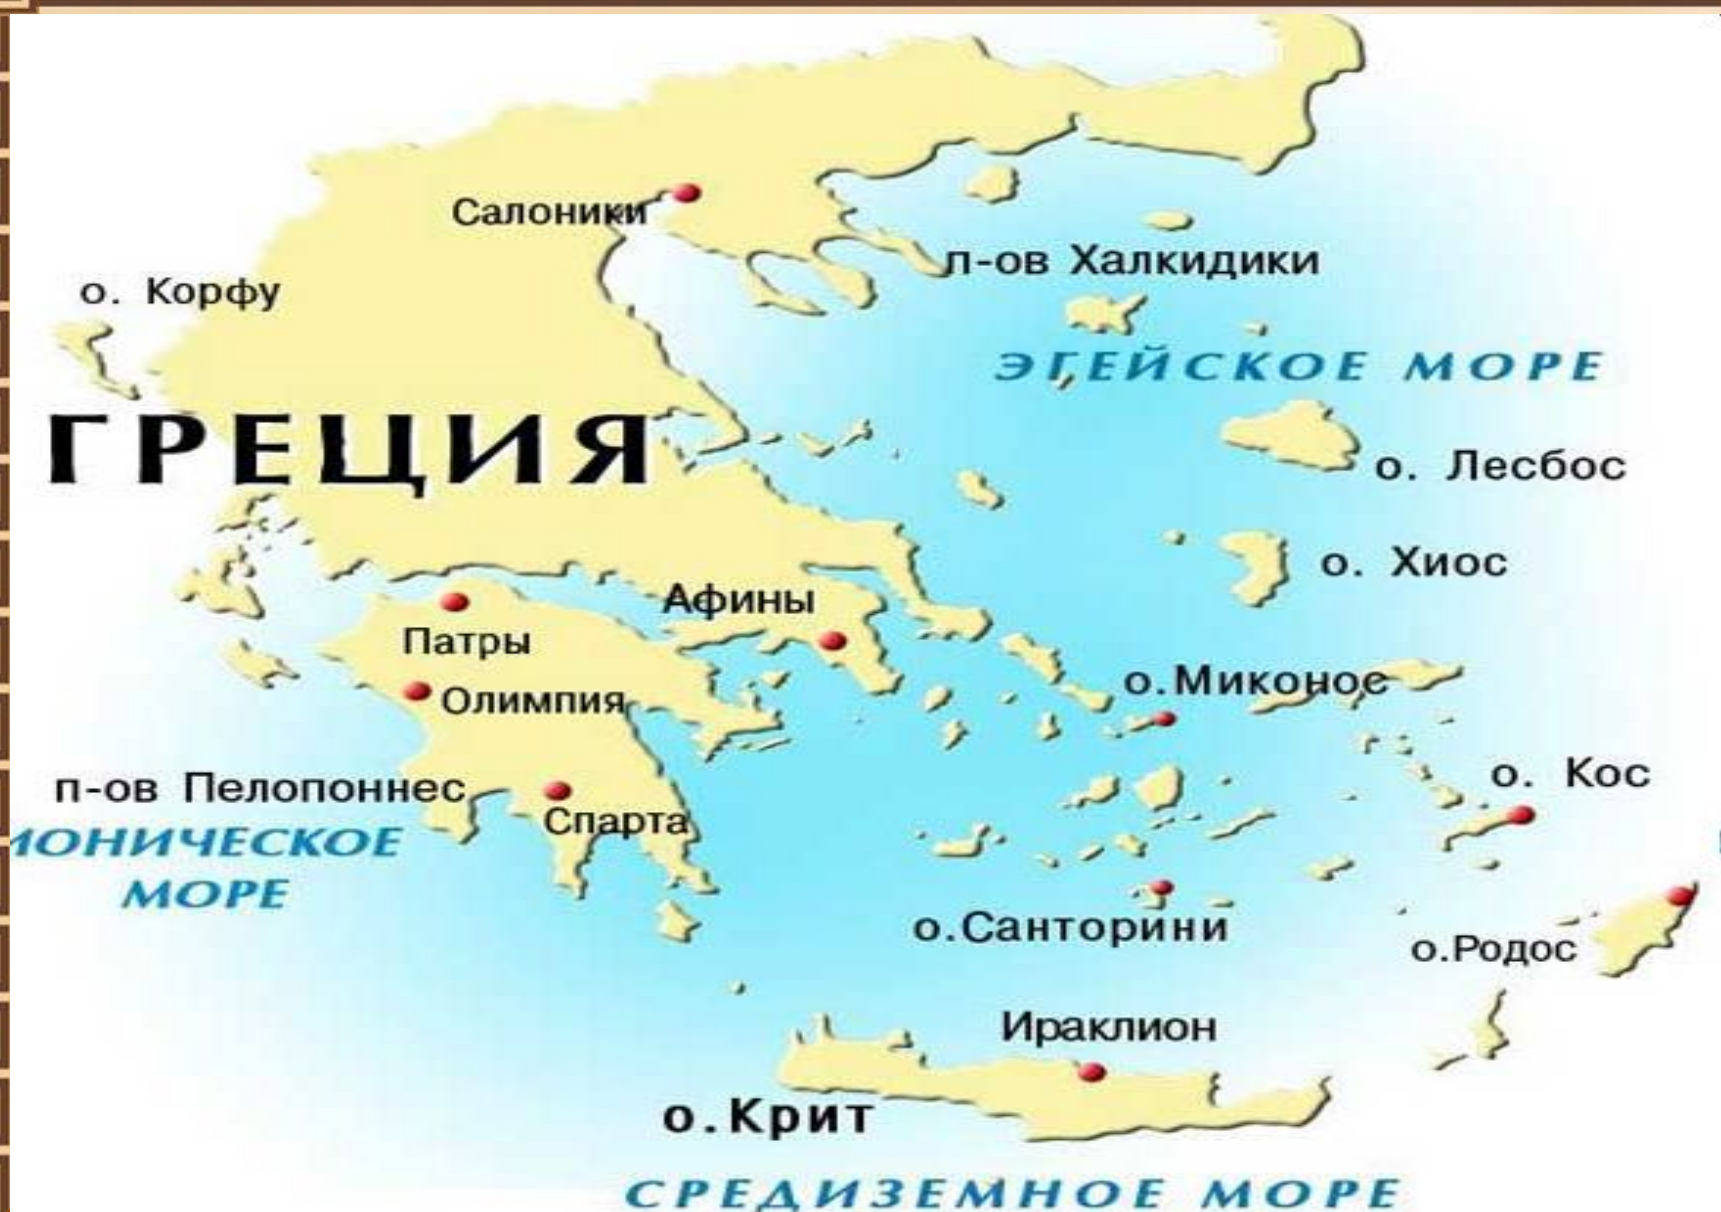 Салоники
п-ов Халкидики
о. Корфу
ЭГЕЙСКОЕ МОРЕ
ГРЕЦИЯ
о. Лесбос
о. Хиос
Афины
Патры
о.Миконос
Олимпия
п-ов Пелопоннес
о. Кос
Спарта
ИОНИЧЕСКОЕ
МОРЕ
о.Санторини
о.Родос
Ираклион
о.Крит
СРЕДИЗЕМНОЕ МОРЕ